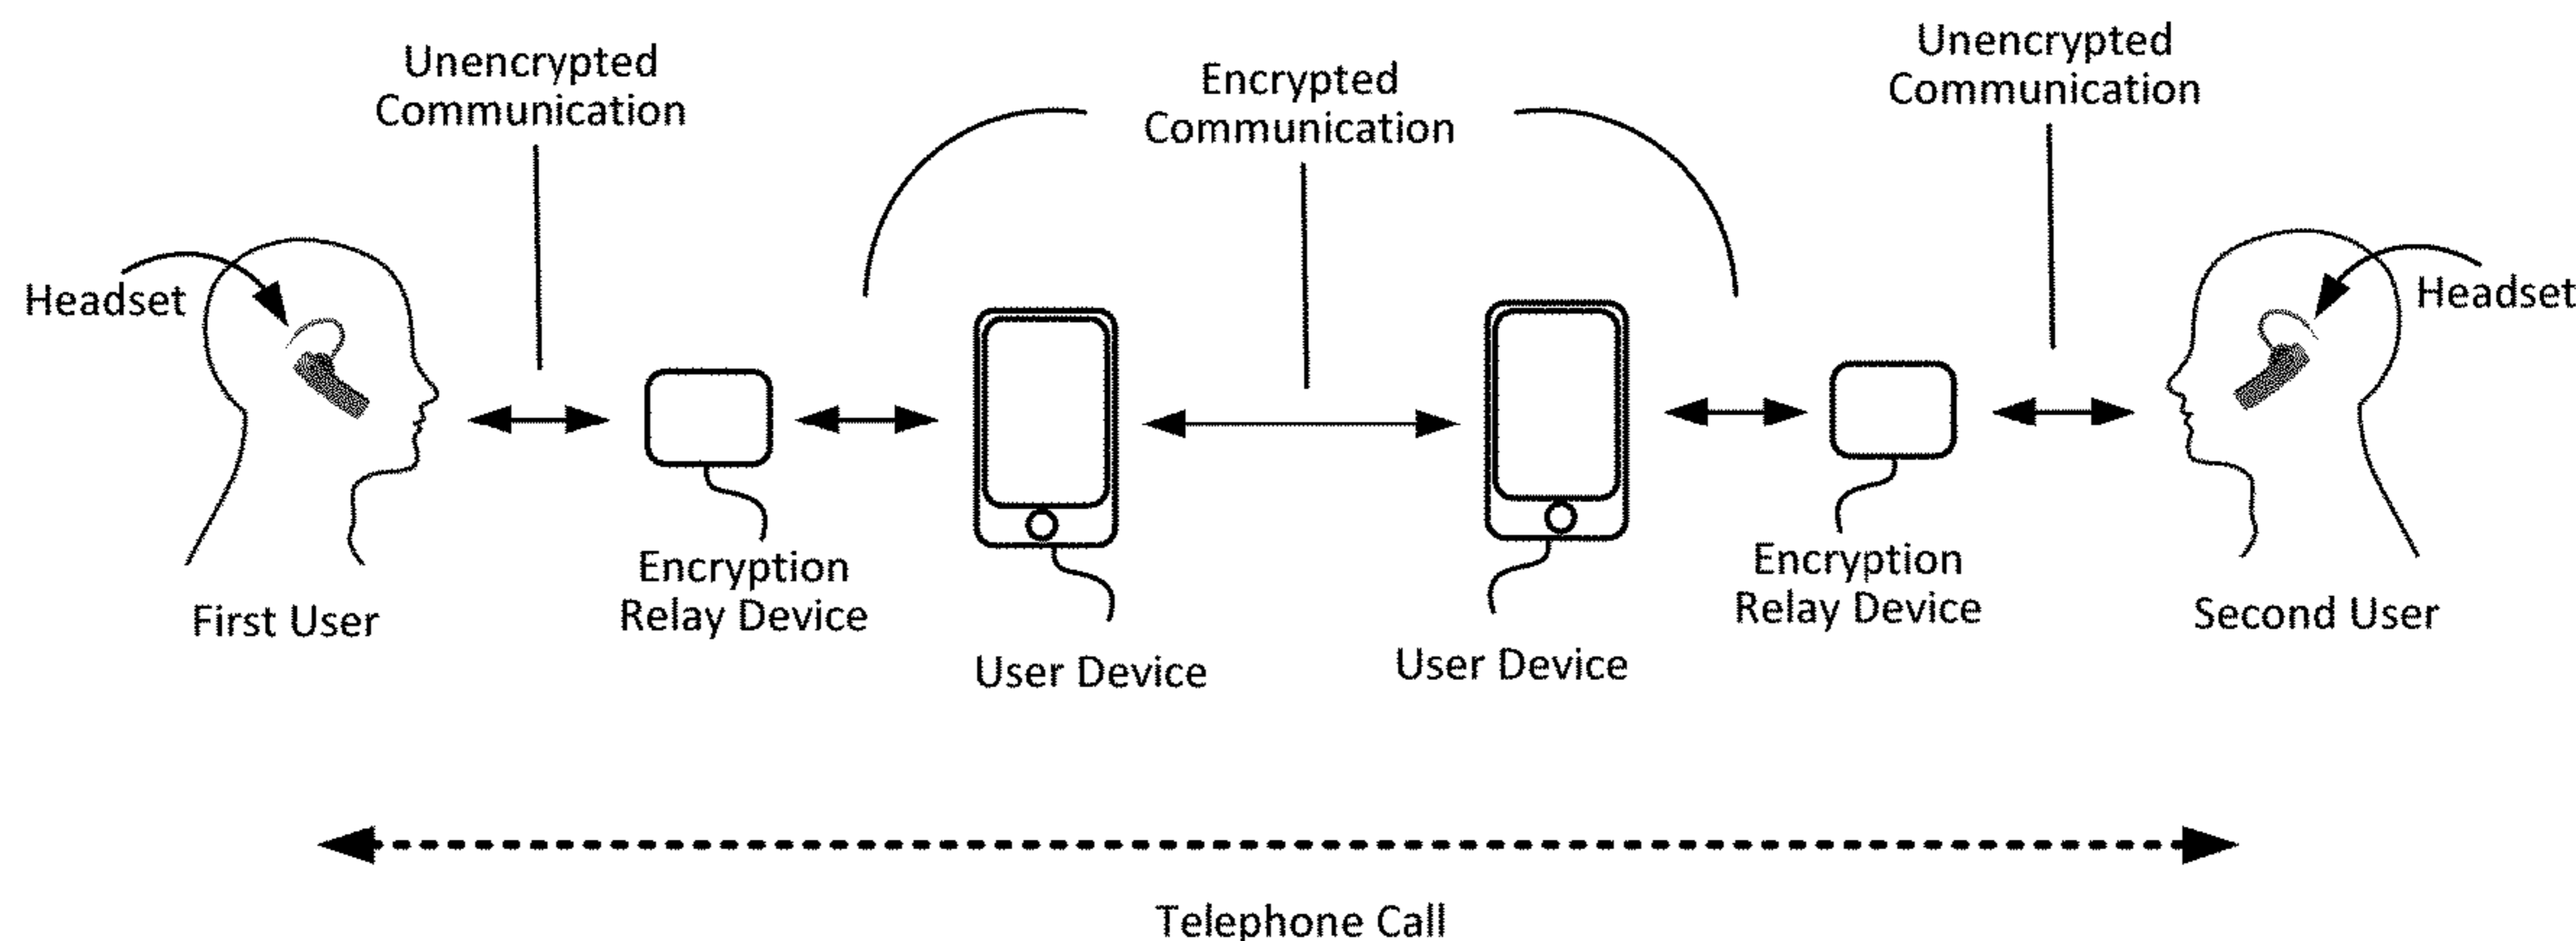 Unencrypted
Communication
Encrypted
Communication
Unencrypted
Communication
Headset
Headset
Encryption
Relay Device
Encryption
Relay Device
First User
Second User
User Device
User Device
Telephone Call